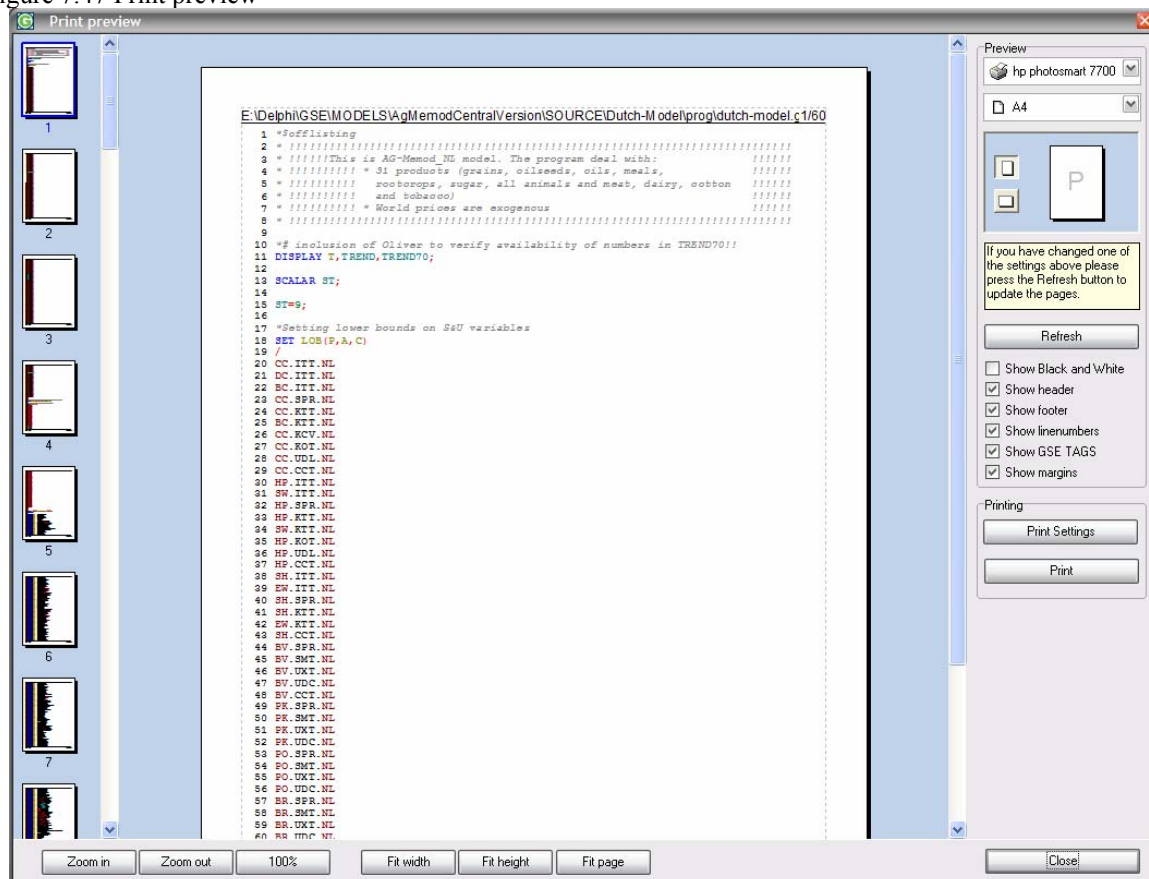 igure 7.47 Print preview
Print preview
1
2
3
4
5
6
7
E:\Delphi\GSE\MODELS\AgMemodCentralVersion\SOURCE\Dutch-Model\prog\dutch-model.g1/60
1 *$offlisting
2 * !!!!!!!!!!!!!!!!!!!!!!!!!!!!!!!!!!!!!!!!!!!!!!!!!!!!!!!!!!!!!!!!!!!!!!!!!!
3 * !!!!!!This is AG-Memod_NL model. The program deal with: !!!!!!
4 * !!!!!!!!!! * 31 products (grains, oilseeds, oils, meals, !!!!!!
5 * !!!!!!!!!! rootcrops, sugar, all animals and meat, dairy, cotton !!!!!!
6 * !!!!!!!!!! and tobacco) !!!!!!
7 * !!!!!!!!!! * World prices are exogenous !!!!!!
8 * !!!!!!!!!!!!!!!!!!!!!!!!!!!!!!!!!!!!!!!!!!!!!!!!!!!!!!!!!!!!!!!!!!!!!!!!!!
9
10 *# inclusion of Oliver to verify availability of numbers in TREND70!!
11 DISPLAY T,TREND,TREND70;
12
13 SCALAR ST;
14
15 ST=9;
16
17 *Setting lower bounds on S&U variables
18 SET LOB(P,A,C)
19 /
20 CC.ITT.NL
21 DC.ITT.NL
22 BC.ITT.NL
23 CC.SPR.NL
24 CC.KTT.NL
25 BC.KTT.NL
26 CC.KCV.NL
27 CC.KOT.NL
28 CC.UDL.NL
29 CC.CCT.NL
30 HP.ITT.NL
31 SW.ITT.NL
32 HP.SPR.NL
33 HP.KTT.NL
34 SW.KTT.NL
35 HP.KOT.NL
36 HP.UDL.NL
37 HP.CCT.NL
38 SH.ITT.NL
39 EW.ITT.NL
40 SH.SPR.NL
41 SH.KTT.NL
42 EW.KTT.NL
43 SH.CCT.NL
44 BV.SPR.NL
45 BV.SMT.NL
46 BV.UXT.NL
47 BV.UDC.NL
48 BV.CCT.NL
49 PK.SPR.NL
50 PK.SMT.NL
51 PK.UXT.NL
52 PK.UDC.NL
53 PO.SPR.NL
54 PO.SMT.NL
55 PO.UXT.NL
56 PO.UDC.NL
57 BR.SPR.NL
58 BR.SMT.NL
59 BR.UXT.NL
60 BR.UDC.NL
Preview
hp photosmart 7700
A4
P
If you have changed one of
the settings above please
press the Refresh button to
update the pages.
Refresh
Show Black and White
Show header
Show footer
Show linenumbers
Show GSE TAGS
Show margins
Printing
Print Settings
Print
Zoom in Zoom out 100% Fit width Fit height Fit page Close